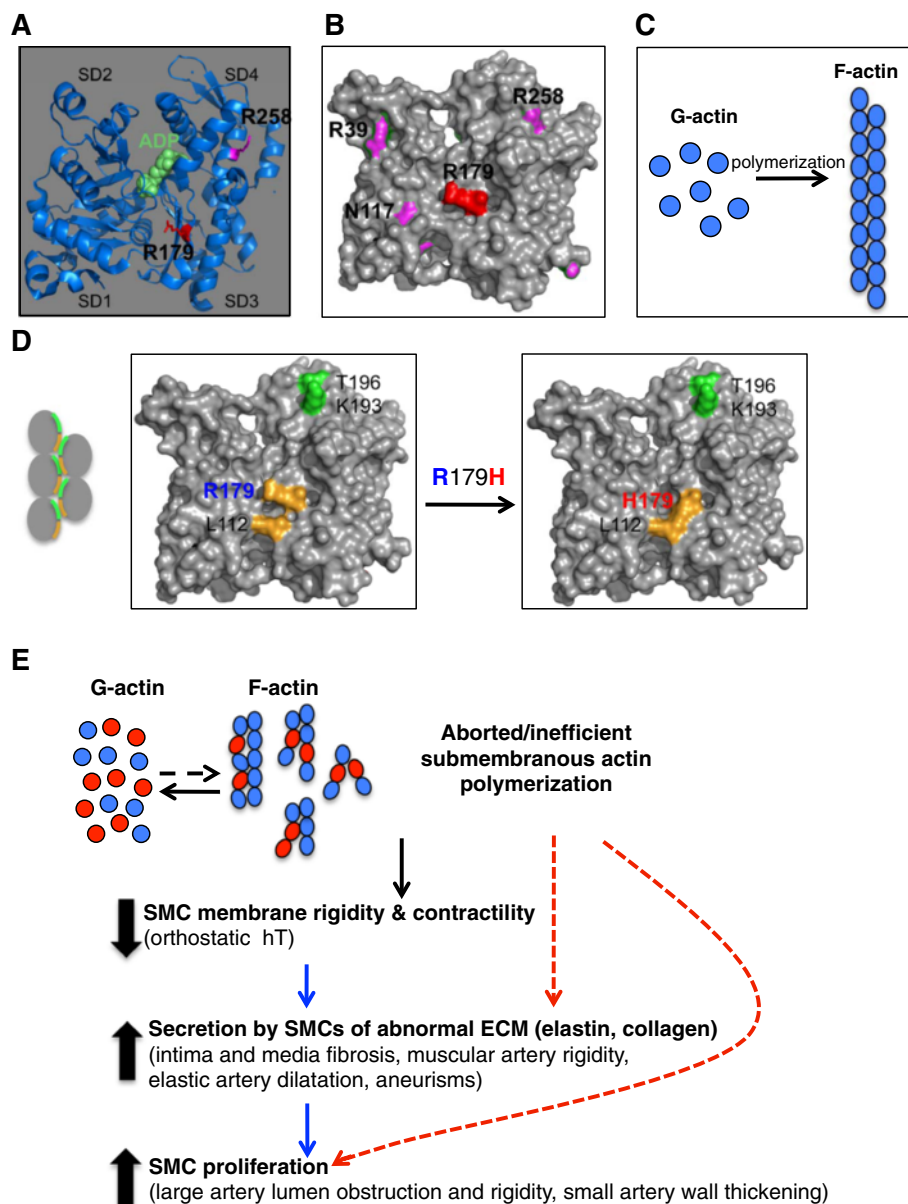 A
SD2
SD4
R258
ADP
R179
SD1
SD3
B
R258
R39
R179
N117
C
F-actin
G-actin
polymerization
D
T196
K193
R179
L112
R179H
T196
K193
H179
L112
E
G-actin
F-actin
Aborted/inefficient
submembranous actin
polymerization
SMC membrane rigidity & contractility
(orthostatic hT)
Secretion by SMCs of abnormal ECM (elastin, collagen)
(intima and media fibrosis, muscular artery rigidity,
elastic artery dilatation, aneurisms)
SMC proliferation
(large artery lumen obstruction and rigidity, small artery wall thickening)